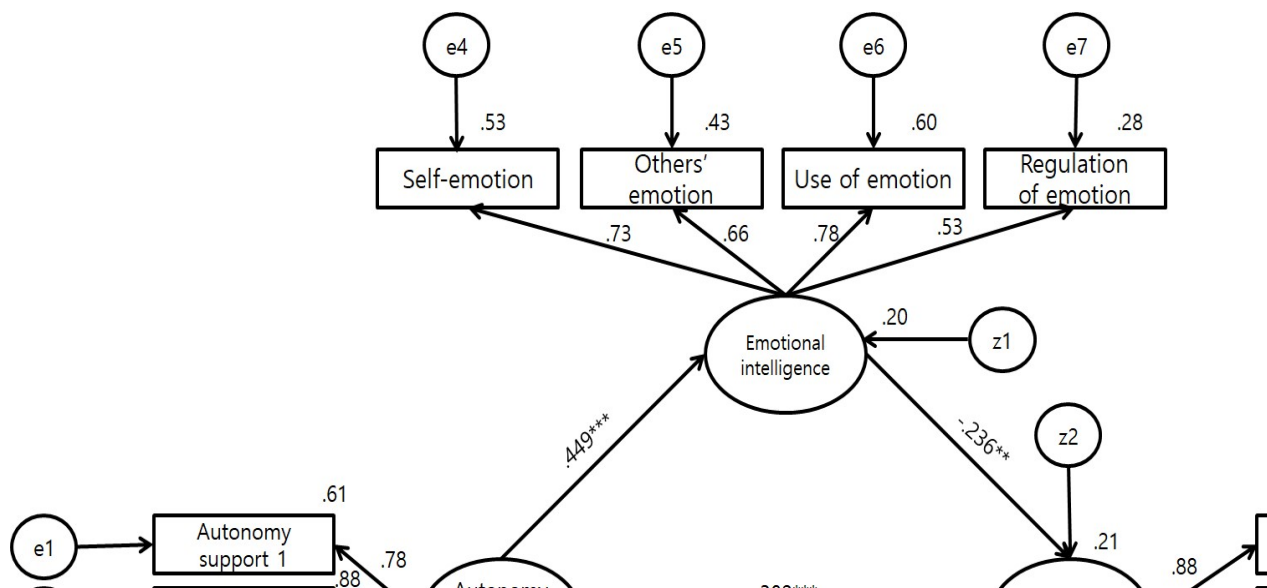 e4
e5
e6
e7
.53
.43
.60
.28
Self-emotion
Others'
emotion
Use of emotion
Regulation
of emotion
.73
.66
.78
.53
Emotional
intelligence
.20
z1
.449***
-.236**
z2
.61
e1
Autonomy
support 1
.78
.88
Autonomy
.21
.88